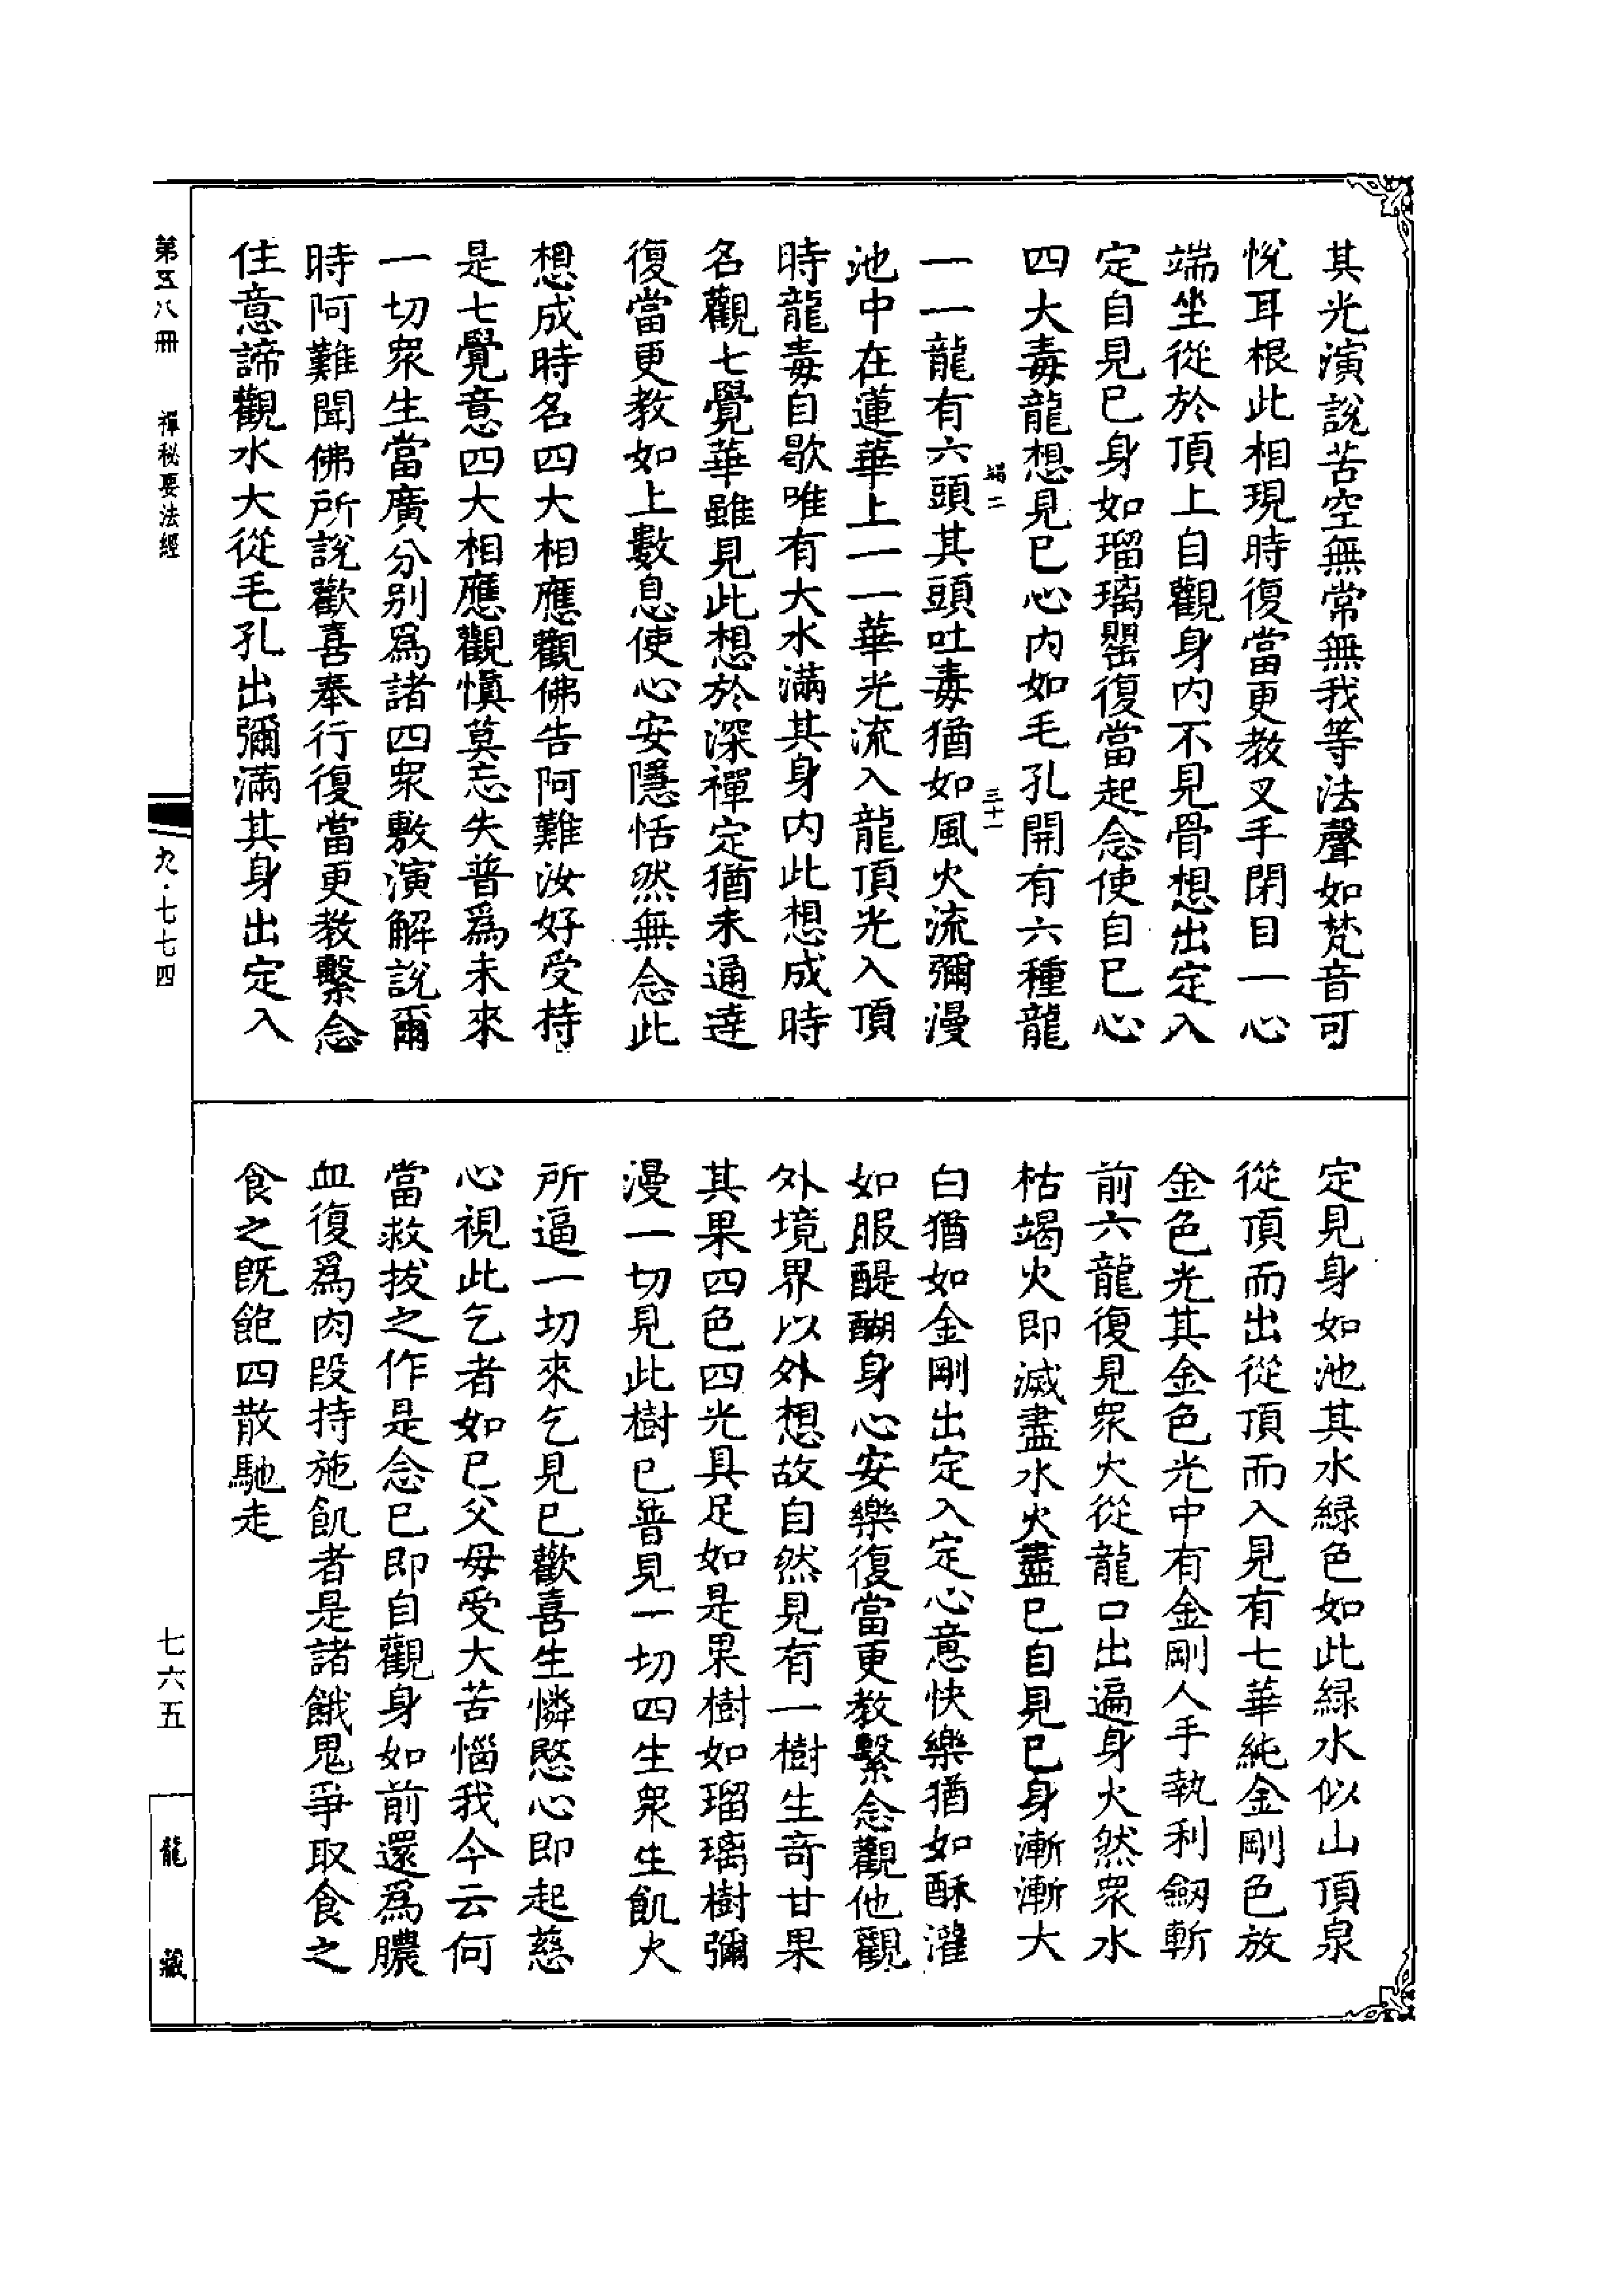 其光演說苦空無常無我等法聲如梵音可
悅耳根此相現時復當更教叉手閉目一心
端坐從於頂上自觀身內不見骨想出定入
定自見己身如瑠璃甖復當起念使自己心
四大毒龍想見已心內如毛孔開有六種龍
一一龍有六頭其頭吐毒猶如風火流彌漫
池中在蓮華上一一華光流入龍頂光入頂
時龍毒自歇唯有大水滿其身內此想成時
名觀七覺華雖見此想於深禪定猶未通達
復當更教如上數息使心安隱恬然無念此
想成時名四大相應觀佛告阿難汝好受持
是七覺意四大相應觀慎莫忘失普爲未來
一切衆生當廣分別爲諸四衆敷演解說爾
時阿難聞佛所說歡喜奉行復當更教繫念
住意諦觀水大從毛孔出彌滿其身出定入
三十一
定見身如池其水緑色如此緑水似山頂泉
從頂而出從頂而入見有七華純金剛色放
金色光其金色光中有金剛人手執利劒斬
前六龍復見衆火從龍口出遍身火然衆水
枯竭火即滅盡水火盡已自見己身漸漸大
白猶如金剛出定入定心意快樂猶如酥灌
如服醍醐身心安樂復當更教繫念觀他觀
外境界以外想故自然見有一樹生奇甘果
其果四色四光具足如是果樹如瑠璃樹彌
漫一切見此樹已普見一切四生衆生飢火
所逼一切來乞見已歡喜生憐愍心即起慈
心視此乞者如己父母受大苦惱我今云何
當救拔之作是念已即自觀身如前還爲膿
血復爲肉段持施飢者是諸餓鬼爭取食之
食之旣飽四散馳走
第五八冊
禪秘要法經
九·七七四
七六五
龍藏